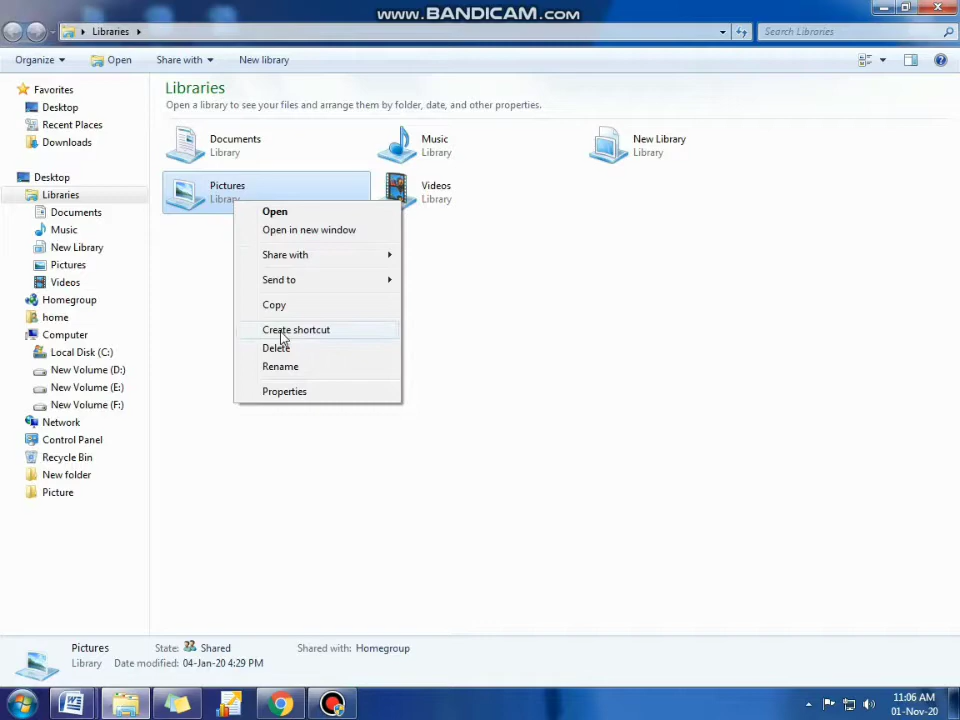 www.BANDICAM.com
Libraries
Search Libraries
Organize
Open
Share with
New library
Favorites
Desktop
Recent Places
Downloads
Desktop
Libraries
Documents
Music
New Library
Pictures
Videos
Homegroup
home
Computer
Local Disk (C:)
New Volume (D:)
New Volume (E:)
New Volume (F:)
Network
Control Panel
Recycle Bin
New folder
Picture
Libraries
Open a library to see your files and arrange them by folder, date, and other properties.
Documents
Library
Music
Library
New Library
Library
Pictures
Library
Videos
Library
Open
Open in new window
Share with
Send to
Copy
Create shortcut
Delete
Rename
Properties
Pictures State: Shared Shared with: Homegroup
Library Date modified: 04-Jan-20 4:29 PM
11:06 AM
01-Nov-20